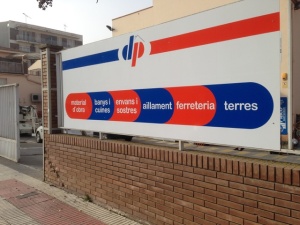 dp
material
d'obra
banys i
cuines
envans i
sostres
aïllament
ferreteria
terres